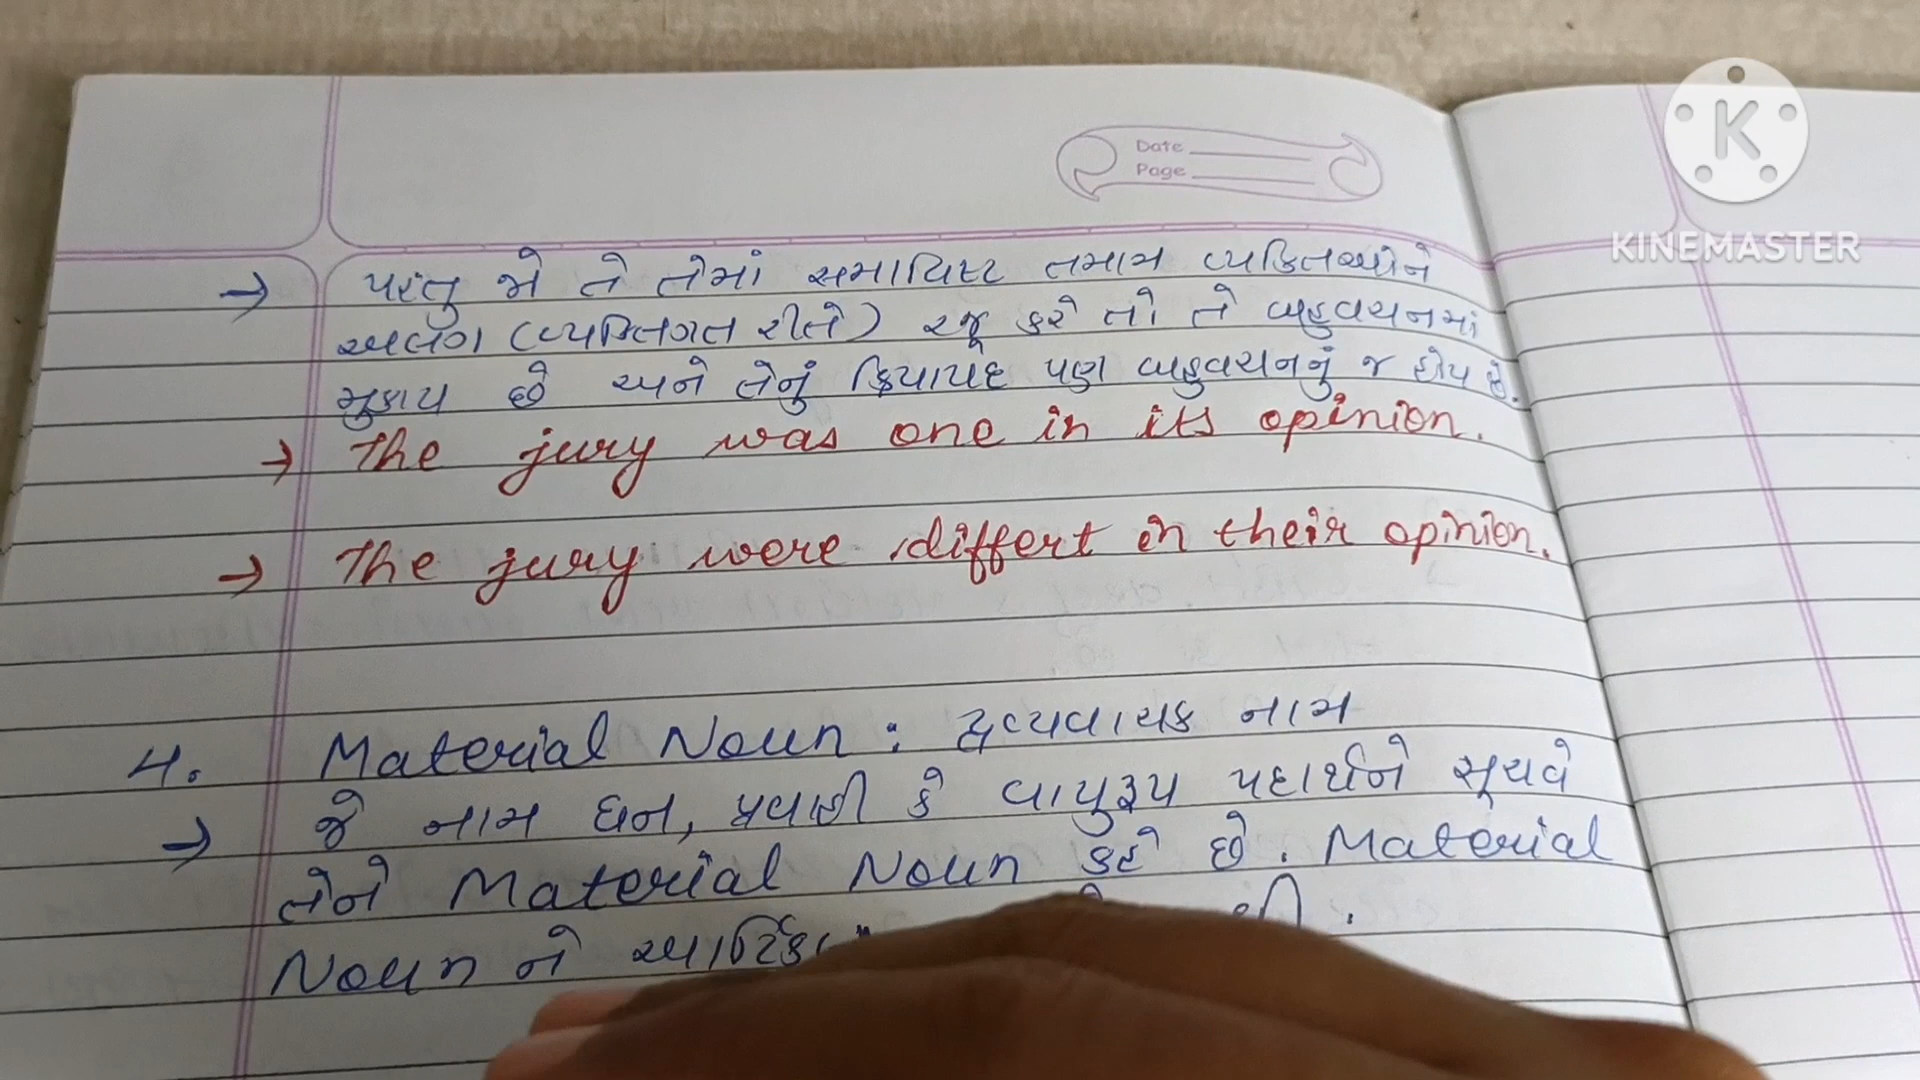 Date
Page
KINEMASTER
→ પરંતુ જો તે તેમાં સમાવિષ્ટ તમામ વ્યક્તિઓને
અલગ (વ્યક્તિગત રીતે) રજૂ કરે તો તે બહુવચનમાં
મુકાય છે અને તેનું ક્રિયાપદ પણ બહુવચનનું જ હોય છે.
→ The jury was one in its opinion.
→ The jury were differt in their opinion.
4. Material Noun : દ્રવ્યવાચક નામ
→ જે નામ ઘન, પ્રવાહી કે વાયુરૂપ પદાર્થને સૂચવે
તેને Material Noun કહે છે. Material
Noun ને આર્ટિકલ